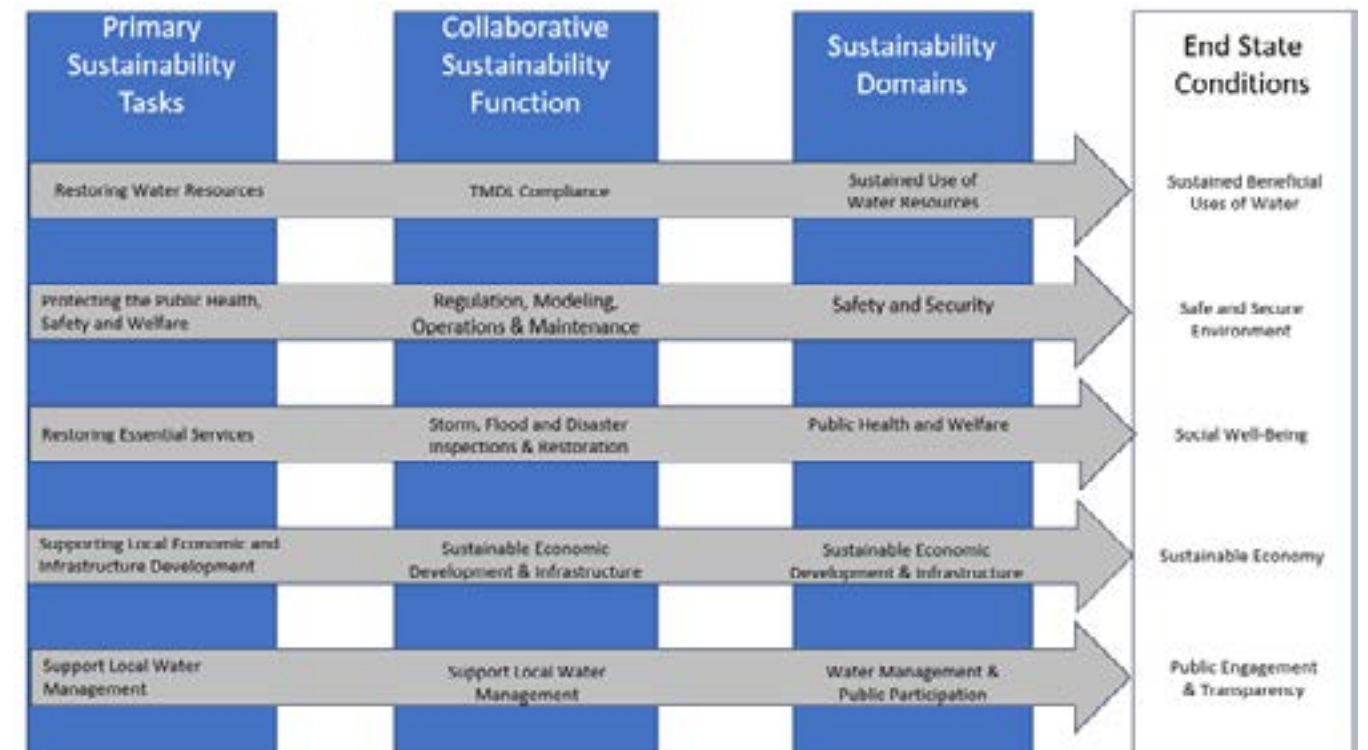 Primary
Sustainability
Tasks
Collaborative
Sustainability
Function
Sustainability
Domains
End State
Conditions
Restoring Water Resources
TMDL Compliance
Sustained Use of
Water Resources
Sustained Beneficial
Uses of Water
Protecting the Public Health,
Safety and Welfare
Regulation, Modeling,
Operations & Maintenance
Safety and Security
Safe and Secure
Environment
Restoring Essential Services
Storm, Flood and Disaster
Inspections & Restoration
Public Health and Welfare
Social Well-Being
Supporting Local Economic and
Infrastructure Development
Sustainable Economic
Development & Infrastructure
Sustainable Economic
Development & Infrastructure
Sustainable Economy
Support Local Water
Management
Support Local Water
Management
Water Management &
Public Participation
Public Engagement
& Transparency